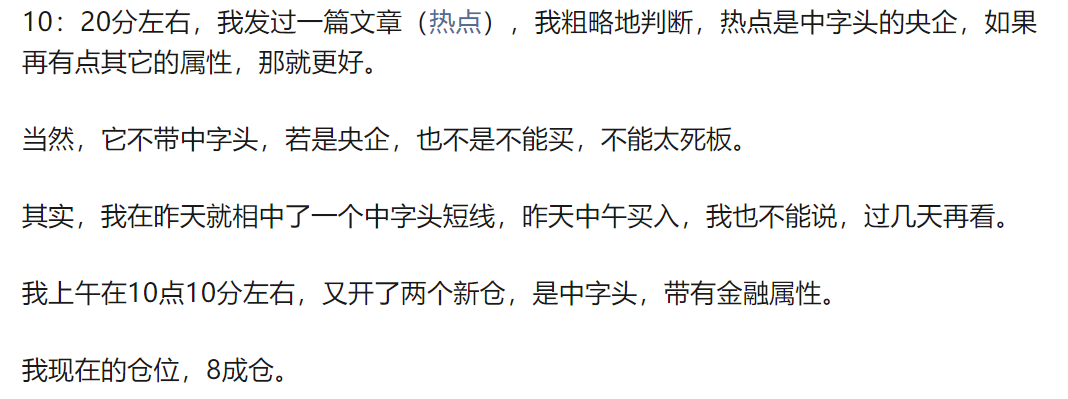 10：20分左右，我发过一篇文章（热点），我粗略地判断，热点是中字头的央企，如果
再有点其它的属性，那就更好。
当然，它不带中字头，若是央企，也不是不能买，不能太死板。
其实，我在昨天就相中了一个中字头短线，昨天中午买入，我也不能说，过几天再看。
我上午在10点10分左右，又开了两个新仓，是中字头，带有金融属性。
我现在的仓位，8成仓。